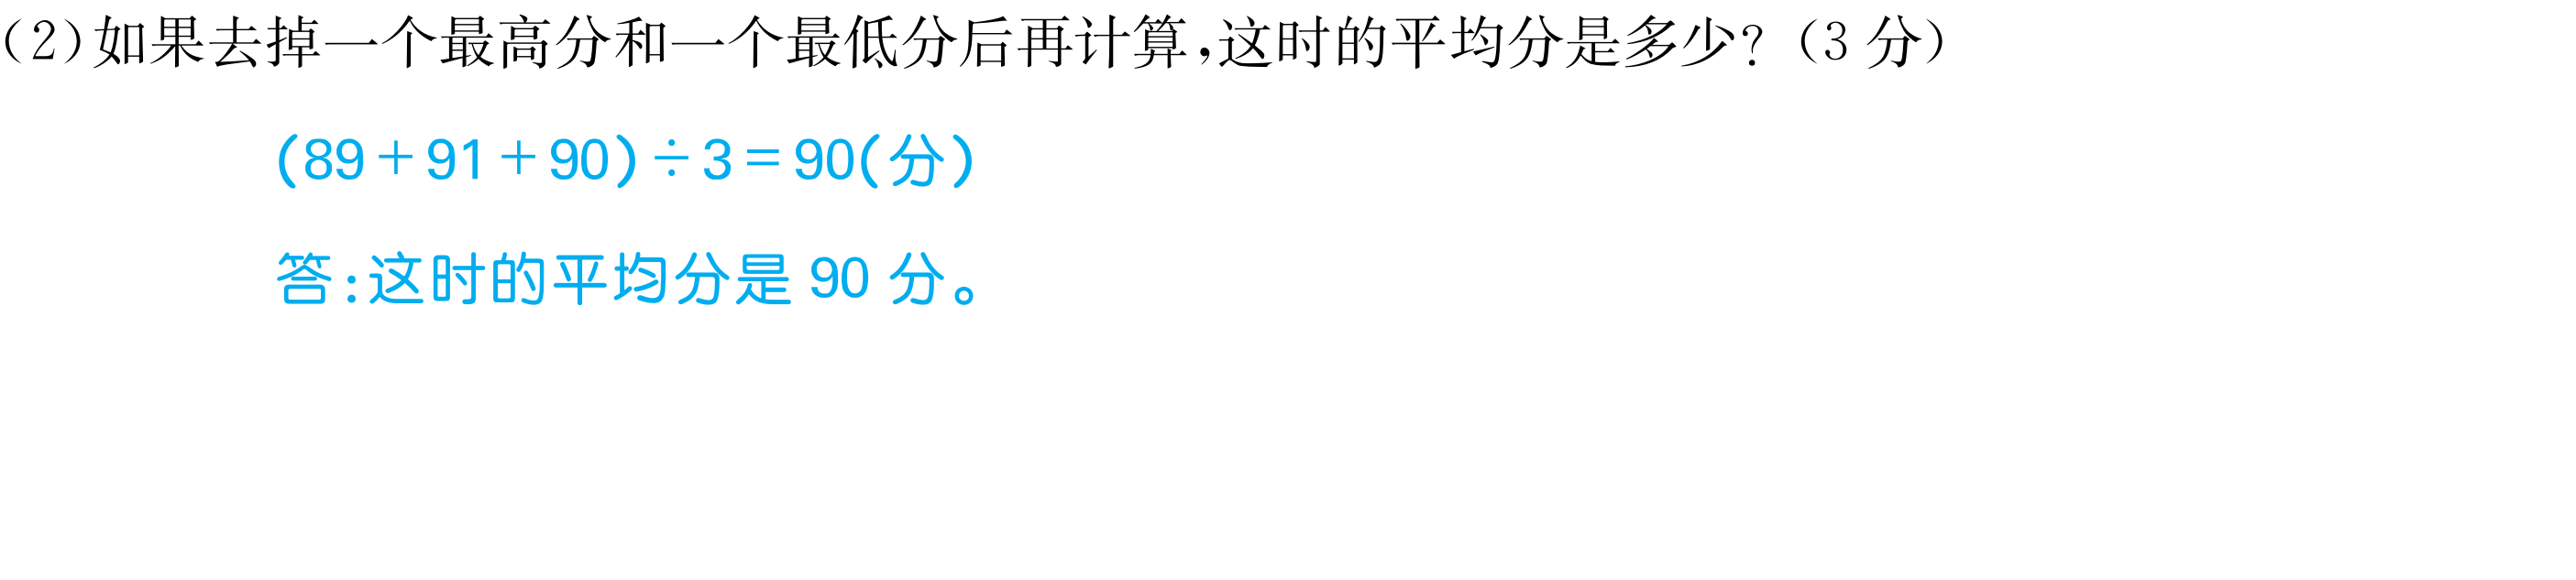 (2)如果去掉一个最高分和一个最低分后再计算,这时的平均分是多少?(3分)
(89+91+90)÷3=90(分)
答:这时的平均分是 90 分。